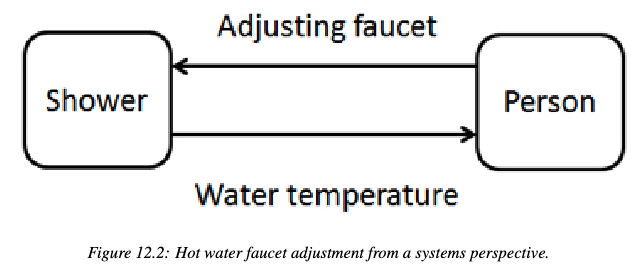 Adjusting faucet
Shower
Person
Water temperature
Figure 12.2: Hot water faucet adjustment from a systems perspective.